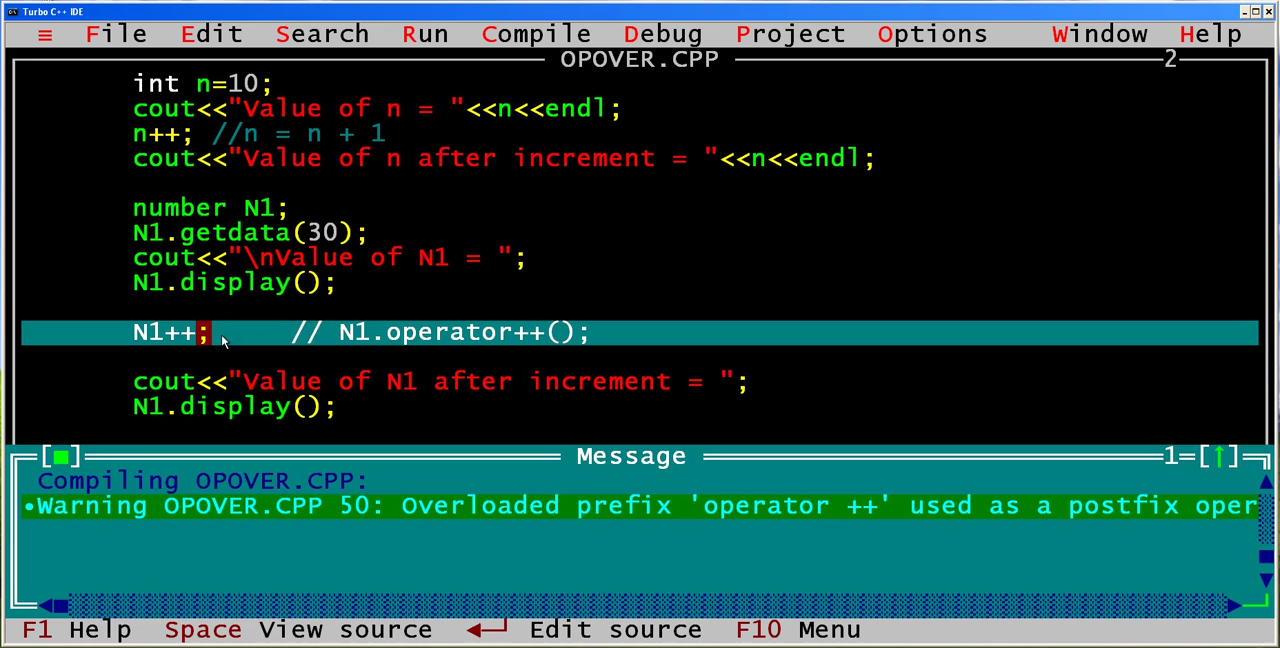 Turbo C++ IDE
≡ File Edit Search Run Compile Debug Project Options Window Help
OPOVER.CPP 2
int n=10;
cout<<"Value of n = "<<n<<endl;
n++; //n = n + 1
cout<<"Value of n after increment = "<<n<<endl;
number N1;
N1.getdata(30);
cout<<"\nValue of N1 = ";
N1.display();
N1++; // N1.operator++();
cout<<"Value of N1 after increment = ";
N1.display();
[■] Message 1=[↑]
Compiling OPOVER.CPP:
•Warning OPOVER.CPP 50: Overloaded prefix 'operator ++' used as a postfix oper
F1 Help Space View source ◄─┘ Edit source F10 Menu